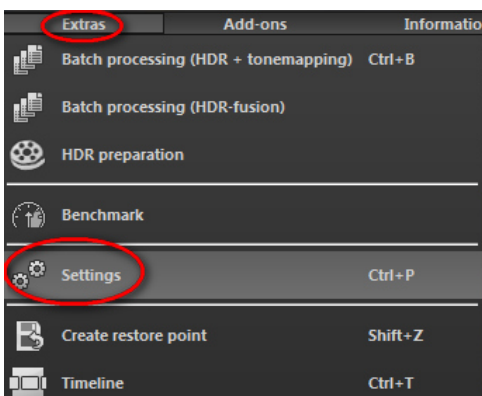 Extras Add-ons Informatio
Batch processing (HDR + tonemapping) Ctrl+B
Batch processing (HDR-fusion)
HDR preparation
Benchmark
Settings Ctrl+P
Create restore point Shift+Z
Timeline Ctrl+T